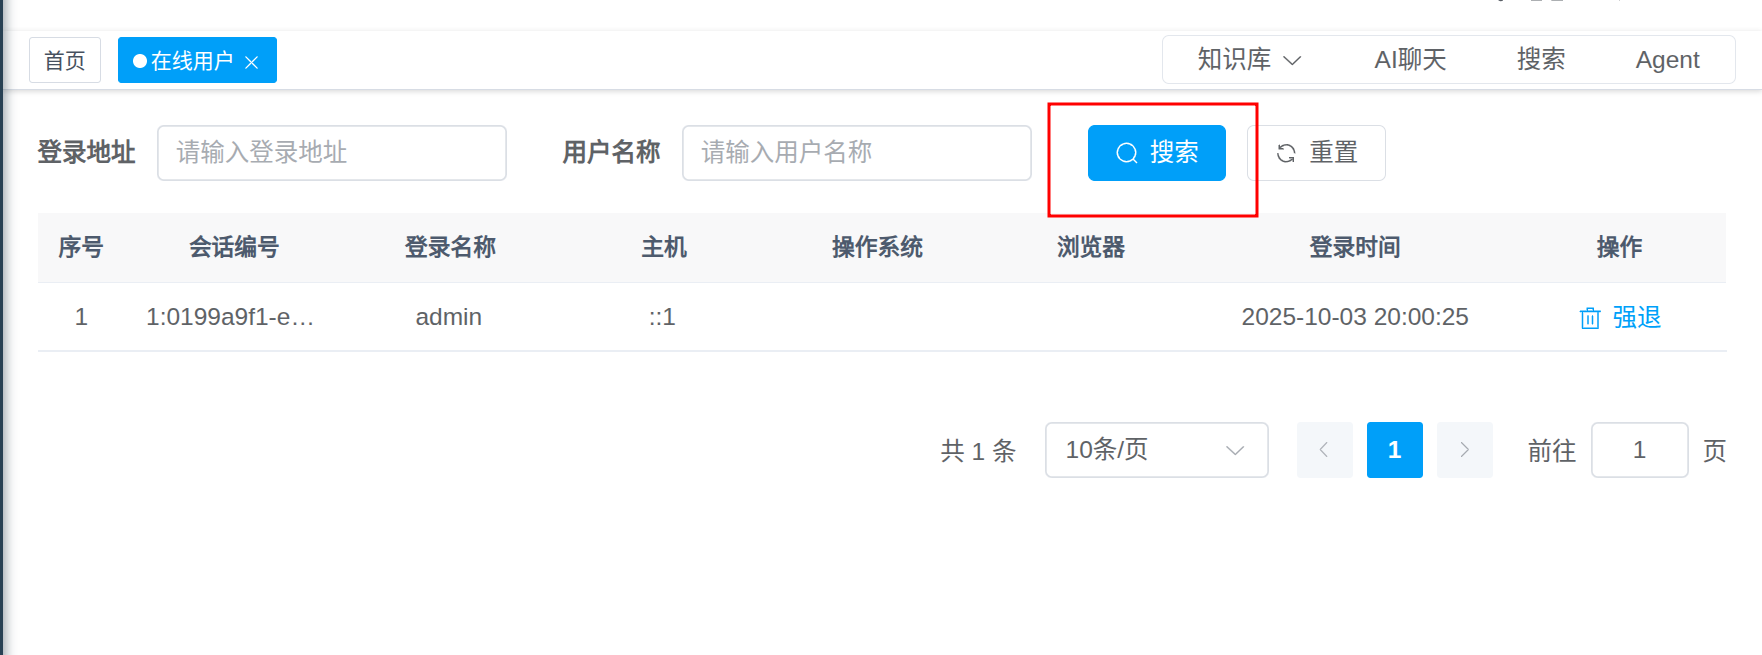 首页 在线用户 知识库 AI聊天 搜索 Agent
登录地址 请输入登录地址 用户名称 请输入用户名称 搜索 重置
序号 会话编号 登录名称 主机 操作系统 浏览器 登录时间 操作
1 1:0199a9f1-e… admin ::1 2025-10-03 20:00:25 强退
共 1 条 10条/页 1 前往 1 页